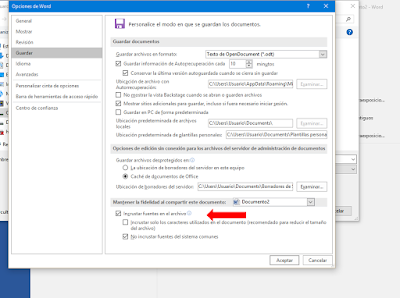 Opciones de Word
General
Mostrar
Revisión
Guardar
Idioma
Avanzadas
Personalizar cinta de opciones
Barra de herramientas de acceso rápido
Centro de confianza
Personalice el modo en que se guardan los documentos.
Guardar documentos
Guardar archivos en formato: Texto de OpenDocument (*.odt)
Guardar información de Autorrecuperación cada 10 minutos
Conservar la última versión autoguardada cuando se cierra sin guardar
Ubicación de archivo con Autorrecuperación: C:\Users\Usuario\AppData\Roaming\M Examinar...
No mostrar la vista Backstage cuando se abren o guardan archivos
Mostrar sitios adicionales para guardar, incluso si fuera necesario iniciar sesión.
Guardar en PC de forma predeterminada
Ubicación predeterminada de archivos locales: C:\Users\Usuario\Documents\ Examinar...
Ubicación predeterminada de plantillas personales: C:\Users\Usuario\Documents\Plantillas persona
Opciones de edición sin conexión para los archivos del servidor de administración de documentos
Guardar archivos desprotegidos en:
La ubicación de borradores del servidor en este equipo
Caché de documentos de Office
Ubicación de borradores del servidor: C:\Users\Usuario\Documents\Borradores de Examinar...
Mantener la fidelidad al compartir este documento: Documento2
Incrustar fuentes en el archivo
Incrustar solo los caracteres utilizados en el documento (recomendado para reducir el tamaño del archivo)
No incrustar fuentes del sistema comunes
Aceptar Cancelar